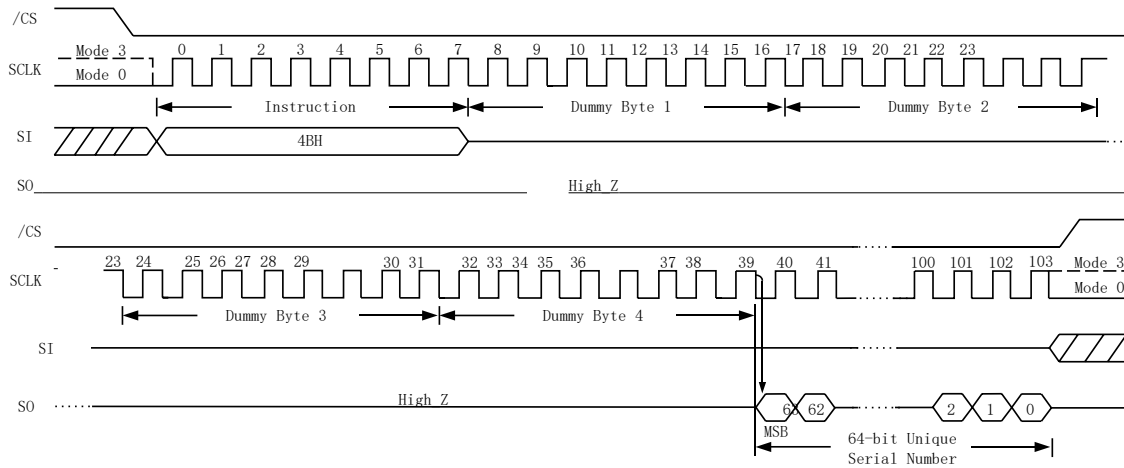 /CS
Mode 3 0 1 2 3 4 5 6 7 8 9 10 11 12 13 14 15 16 17 18 19 20 21 22 23
SCLK
Mode 0
Instruction Dummy Byte 1 Dummy Byte 2
SI 4BH
SO High_Z
/CS
23 24 25 26 27 28 29 30 31 32 33 34 35 36 37 38 39 40 41 100 101 102 103 Mode 3
SCLK
Mode 0
Dummy Byte 3 Dummy Byte 4
SI
SO High_Z 63 62 2 1 0
MSB 64-bit Unique
Serial Number